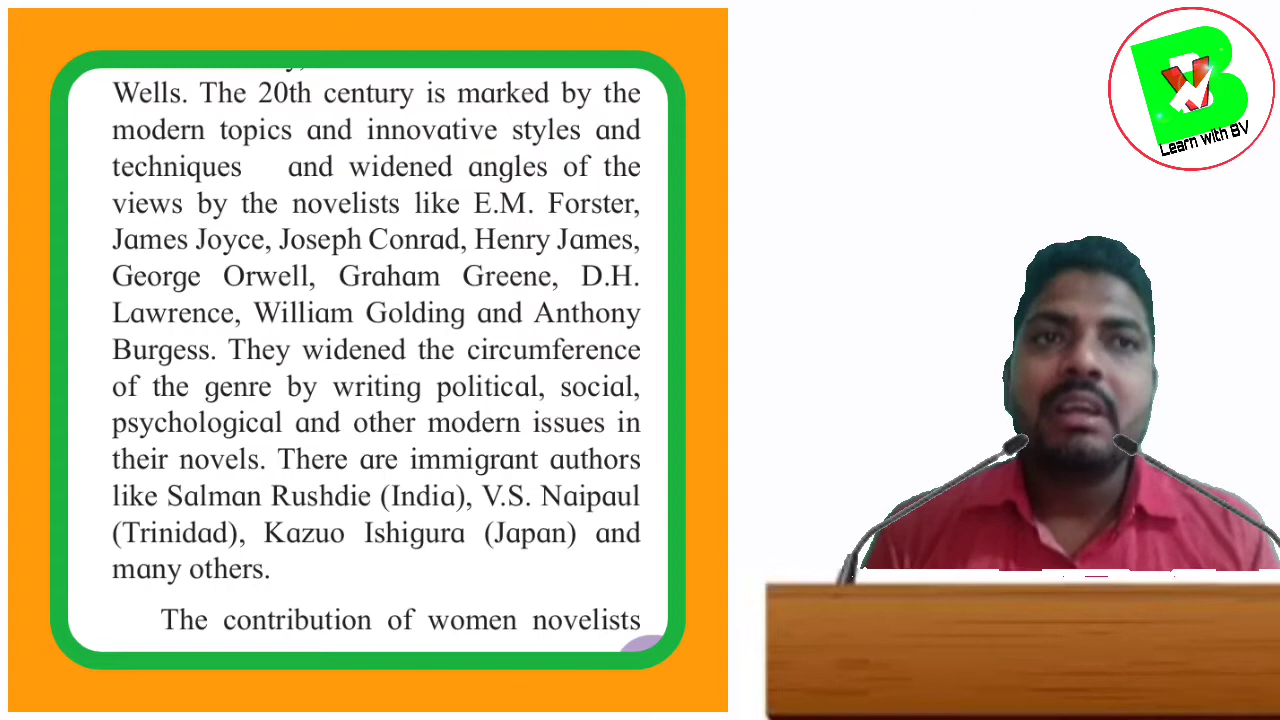 Wells. The 20th century is marked by the
modern topics and innovative styles and
techniques and widened angles of the
views by the novelists like E.M. Forster,
James Joyce, Joseph Conrad, Henry James,
George Orwell, Graham Greene, D.H.
Lawrence, William Golding and Anthony
Burgess. They widened the circumference
of the genre by writing political, social,
psychological and other modern issues in
their novels. There are immigrant authors
like Salman Rushdie (India), V.S. Naipaul
(Trinidad), Kazuo Ishigura (Japan) and
many others.
The contribution of women novelists
BV
Learn with BV